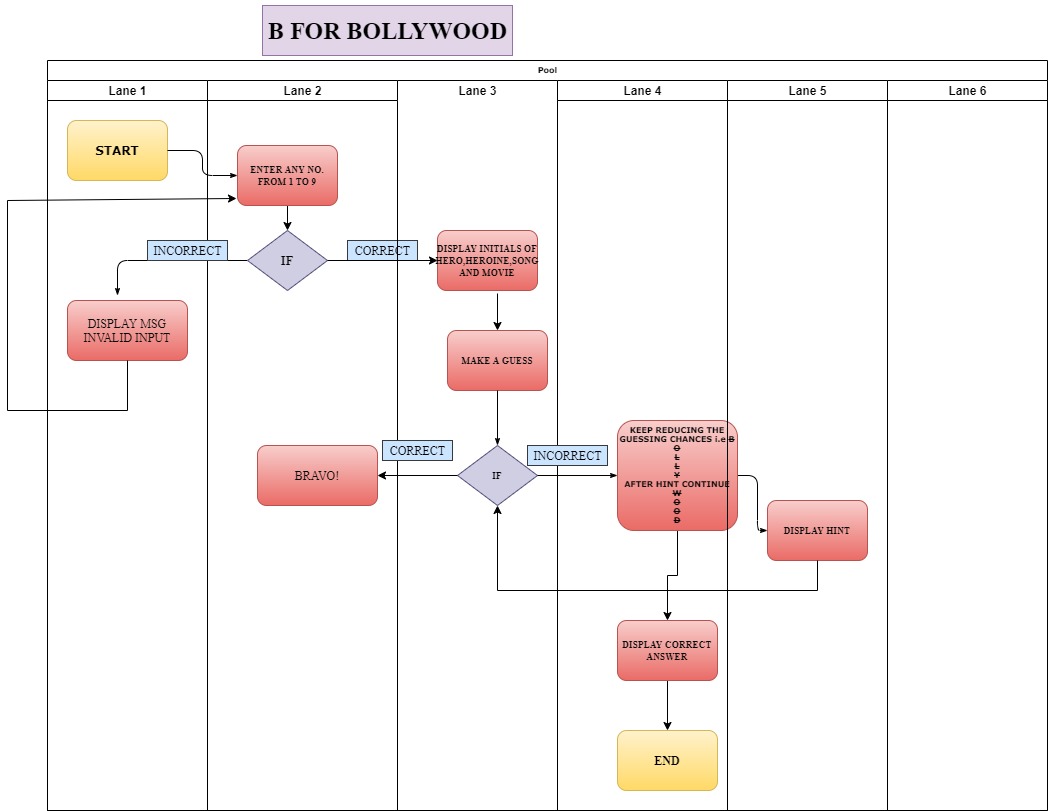 B FOR BOLLYWOOD
Pool
Lane 1
Lane 2
Lane 3
Lane 4
Lane 5
Lane 6
START
ENTER ANY NO.
FROM 1 TO 9
INCORRECT
IF
CORRECT
DISPLAY INITIALS OF
HERO,HEROINE,SONG
AND MOVIE
DISPLAY MSG
INVALID INPUT
MAKE A GUESS
BRAVO!
CORRECT
IF
INCORRECT
KEEP REDUCING THE
GUESSING CHANCES i.e B
O
L
L
Y
AFTER HINT CONTINUE
W
O
O
D
DISPLAY HINT
DISPLAY CORRECT
ANSWER
END